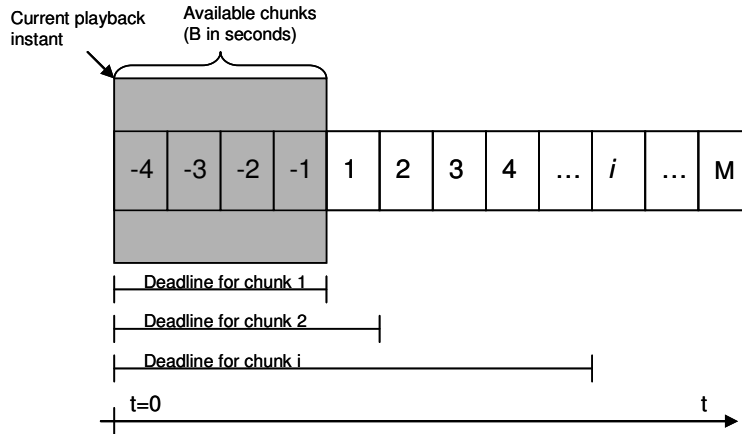 Current playback
instant
Available chunks
(B in seconds)
-4 -3 -2 -1 1 2 3 4 ... i ... M
Deadline for chunk 1
Deadline for chunk 2
Deadline for chunk i
t=0 t